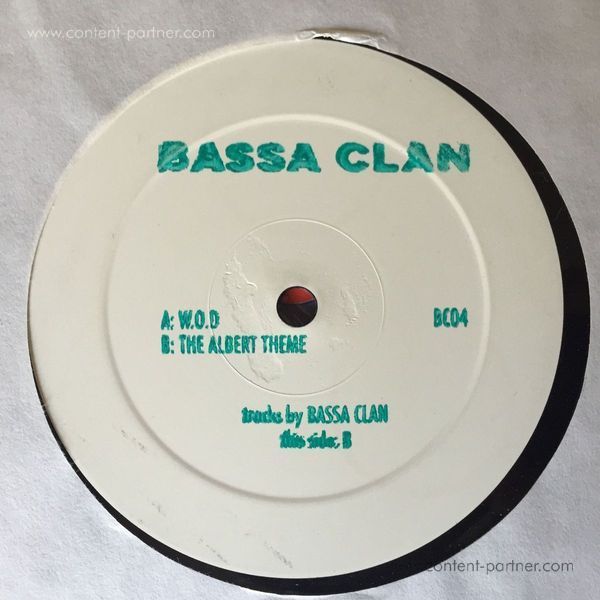 www.content-partner.com
BASSA CLAN
A: W.O.D
BC04
B: THE ALBERT THEME
tracks by BASSA CLAN
this side: B
content-partner.com